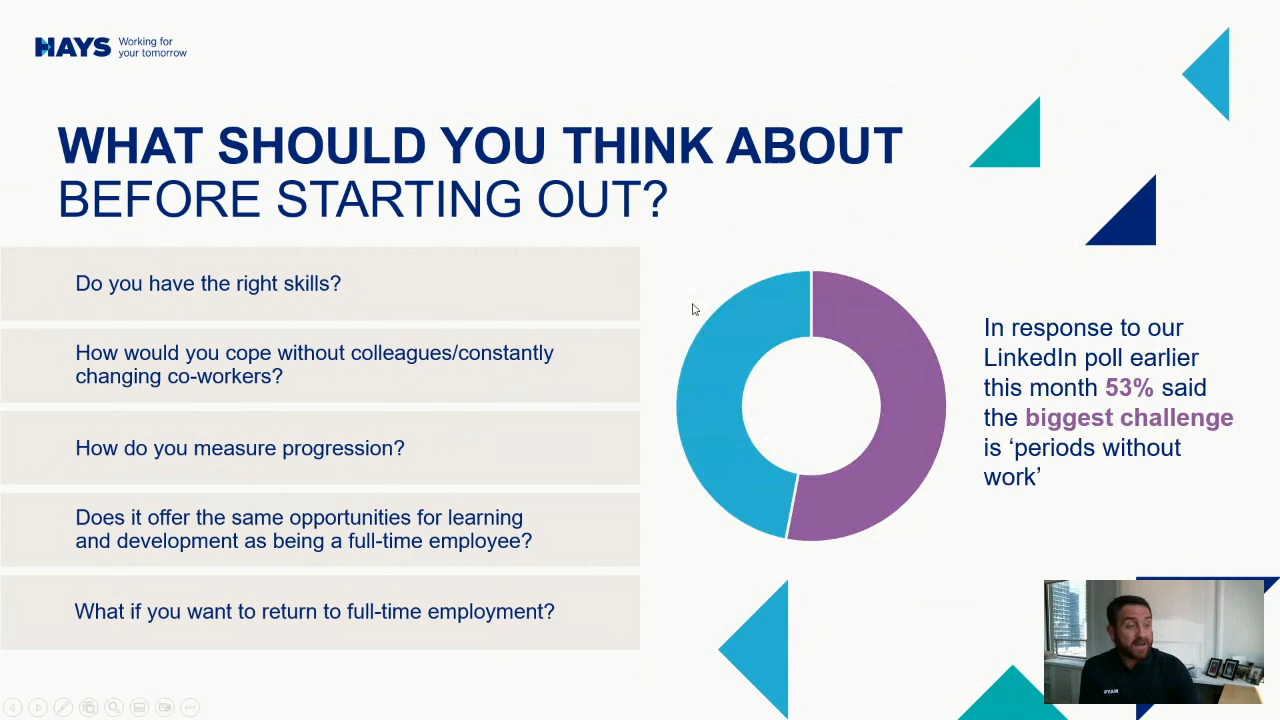 HAYS Working for
your tomorrow
WHAT SHOULD YOU THINK ABOUT
BEFORE STARTING OUT?
Do you have the right skills?
How would you cope without colleagues/constantly
changing co-workers?
How do you measure progression?
Does it offer the same opportunities for learning
and development as being a full-time employee?
What if you want to return to full-time employment?
In response to our
LinkedIn poll earlier
this month 53% said
the biggest challenge
is ‘periods without
work’